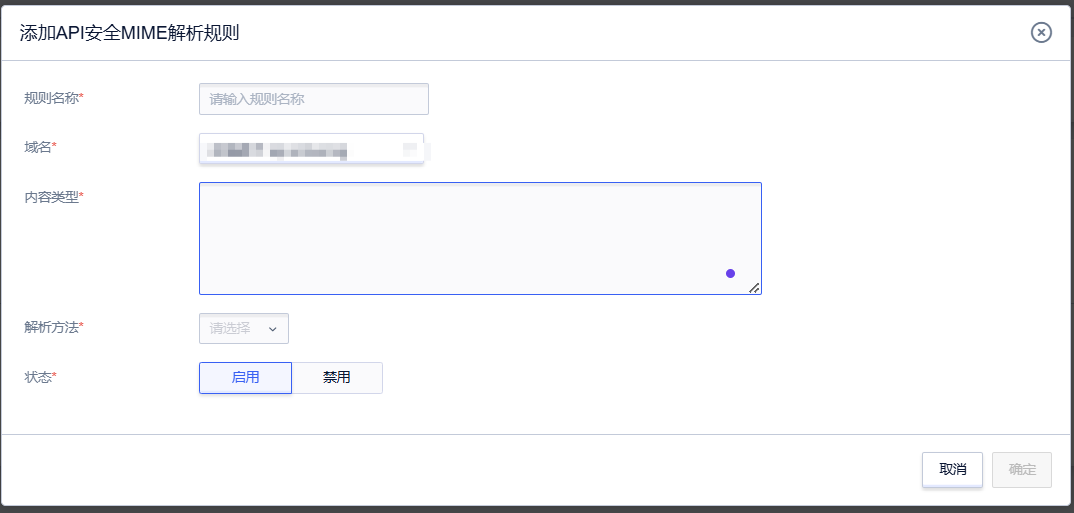 添加API安全MIME解析规则
规则名称*
请输入规则名称
域名*
内容类型*
解析方法*
请选择
状态*
启用
禁用
取消
确定